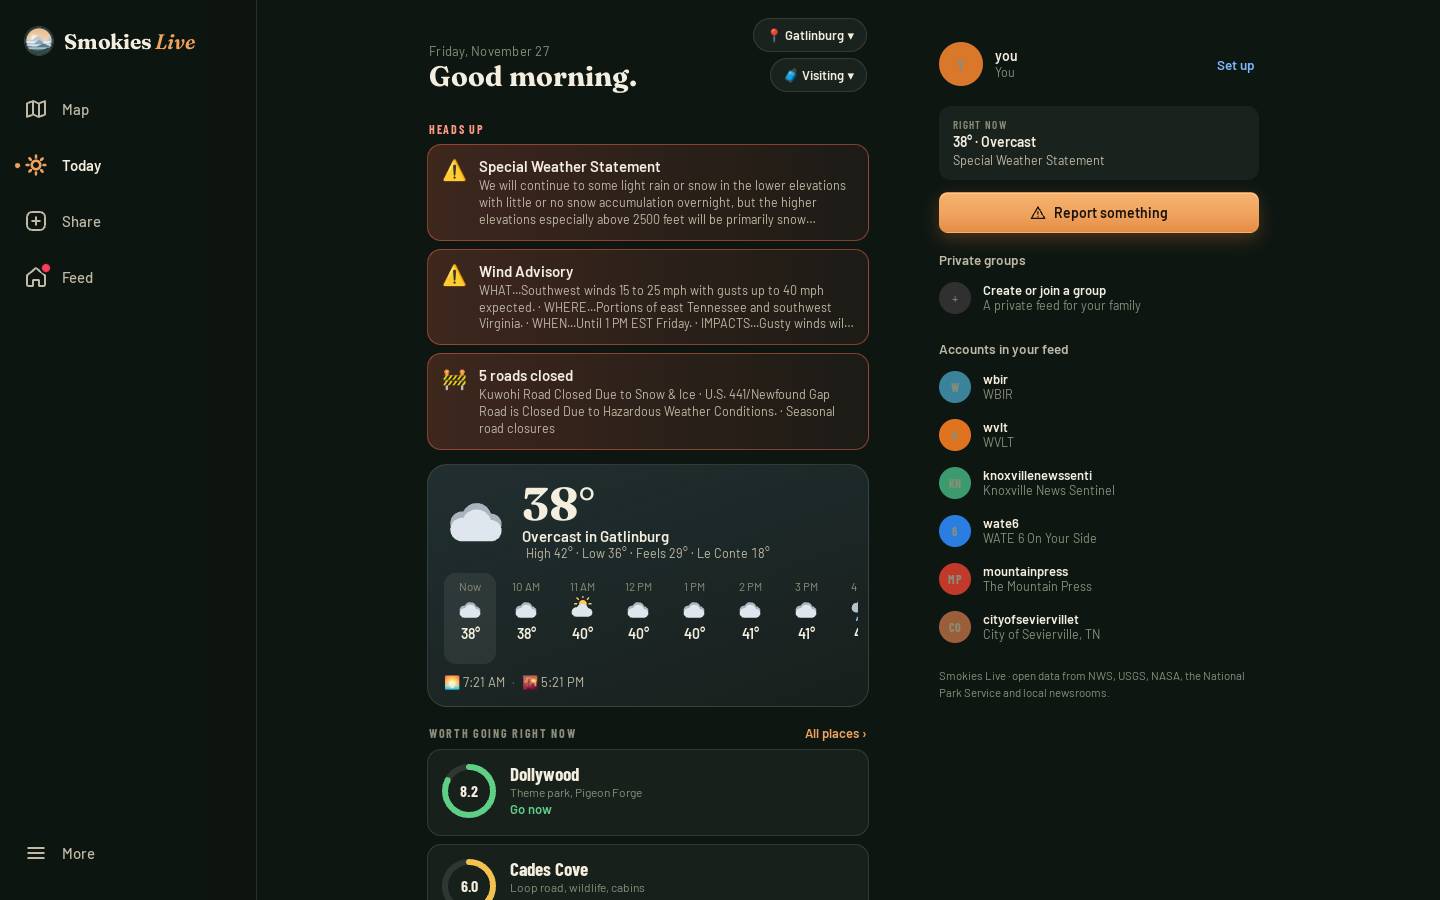 Smokies Live
Map
Today
Share
Feed
More
Friday, November 27
Good morning.
Gatlinburg ▾
Visiting ▾
HEADS UP
Special Weather Statement
We will continue to some light rain or snow in the lower elevations
with little or no snow accumulation overnight, but the higher
elevations especially above 2500 feet will be primarily snow…
Wind Advisory
WHAT...Southwest winds 15 to 25 mph with gusts up to 40 mph
expected. · WHERE...Portions of east Tennessee and southwest
Virginia. · WHEN...Until 1 PM EST Friday. · IMPACTS...Gusty winds wil…
5 roads closed
Kuwohi Road Closed Due to Snow & Ice · U.S. 441/Newfound Gap
Road is Closed Due to Hazardous Weather Conditions. · Seasonal
road closures
38°
Overcast in Gatlinburg
High 42° · Low 36° · Feels 29° · Le Conte 18°
Now 10 AM 11 AM 12 PM 1 PM 2 PM 3 PM 4
38° 38° 40° 40° 40° 41° 41°
7:21 AM · 5:21 PM
WORTH GOING RIGHT NOW
All places ›
8.2
Dollywood
Theme park, Pigeon Forge
Go now
6.0
Cades Cove
Loop road, wildlife, cabins
you
You
Set up
RIGHT NOW
38° · Overcast
Special Weather Statement
Report something
Private groups
+
Create or join a group
A private feed for your family
Accounts in your feed
W
wbir
WBIR
wvlt
WVLT
KN
knoxvillenewssenti
Knoxville News Sentinel
6
wate6
WATE 6 On Your Side
MP
mountainpress
The Mountain Press
CO
cityofseviervillet
City of Sevierville, TN
Smokies Live · open data from NWS, USGS, NASA, the National
Park Service and local newsrooms.